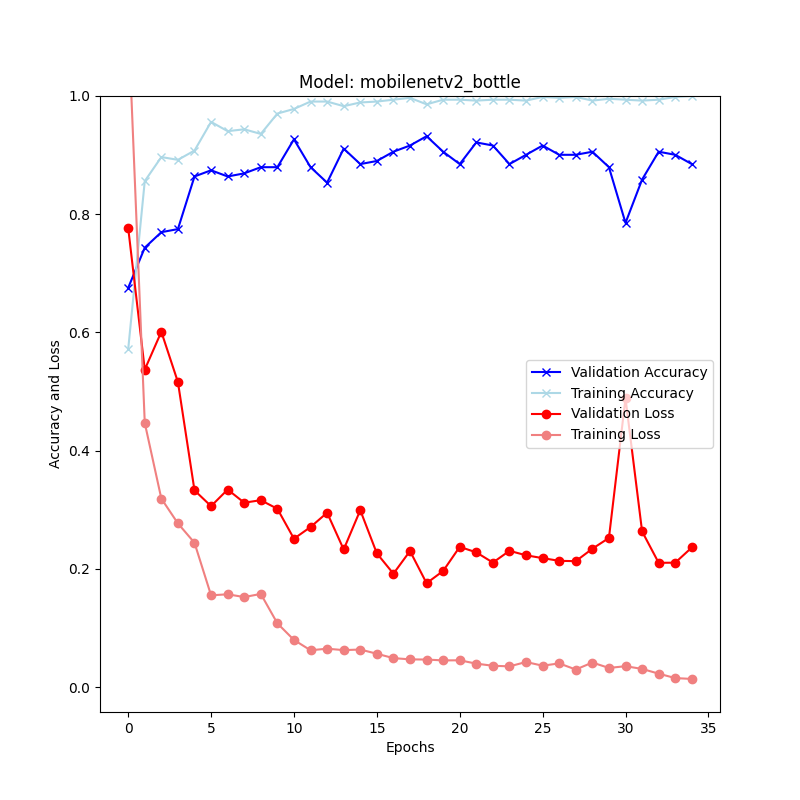 Model: mobilenetv2_bottle
1.0
0.8
0.6
0.4
0.2
0.0
Accuracy and Loss
Validation Accuracy
Training Accuracy
Validation Loss
Training Loss
0 5 10 15 20 25 30 35
Epochs